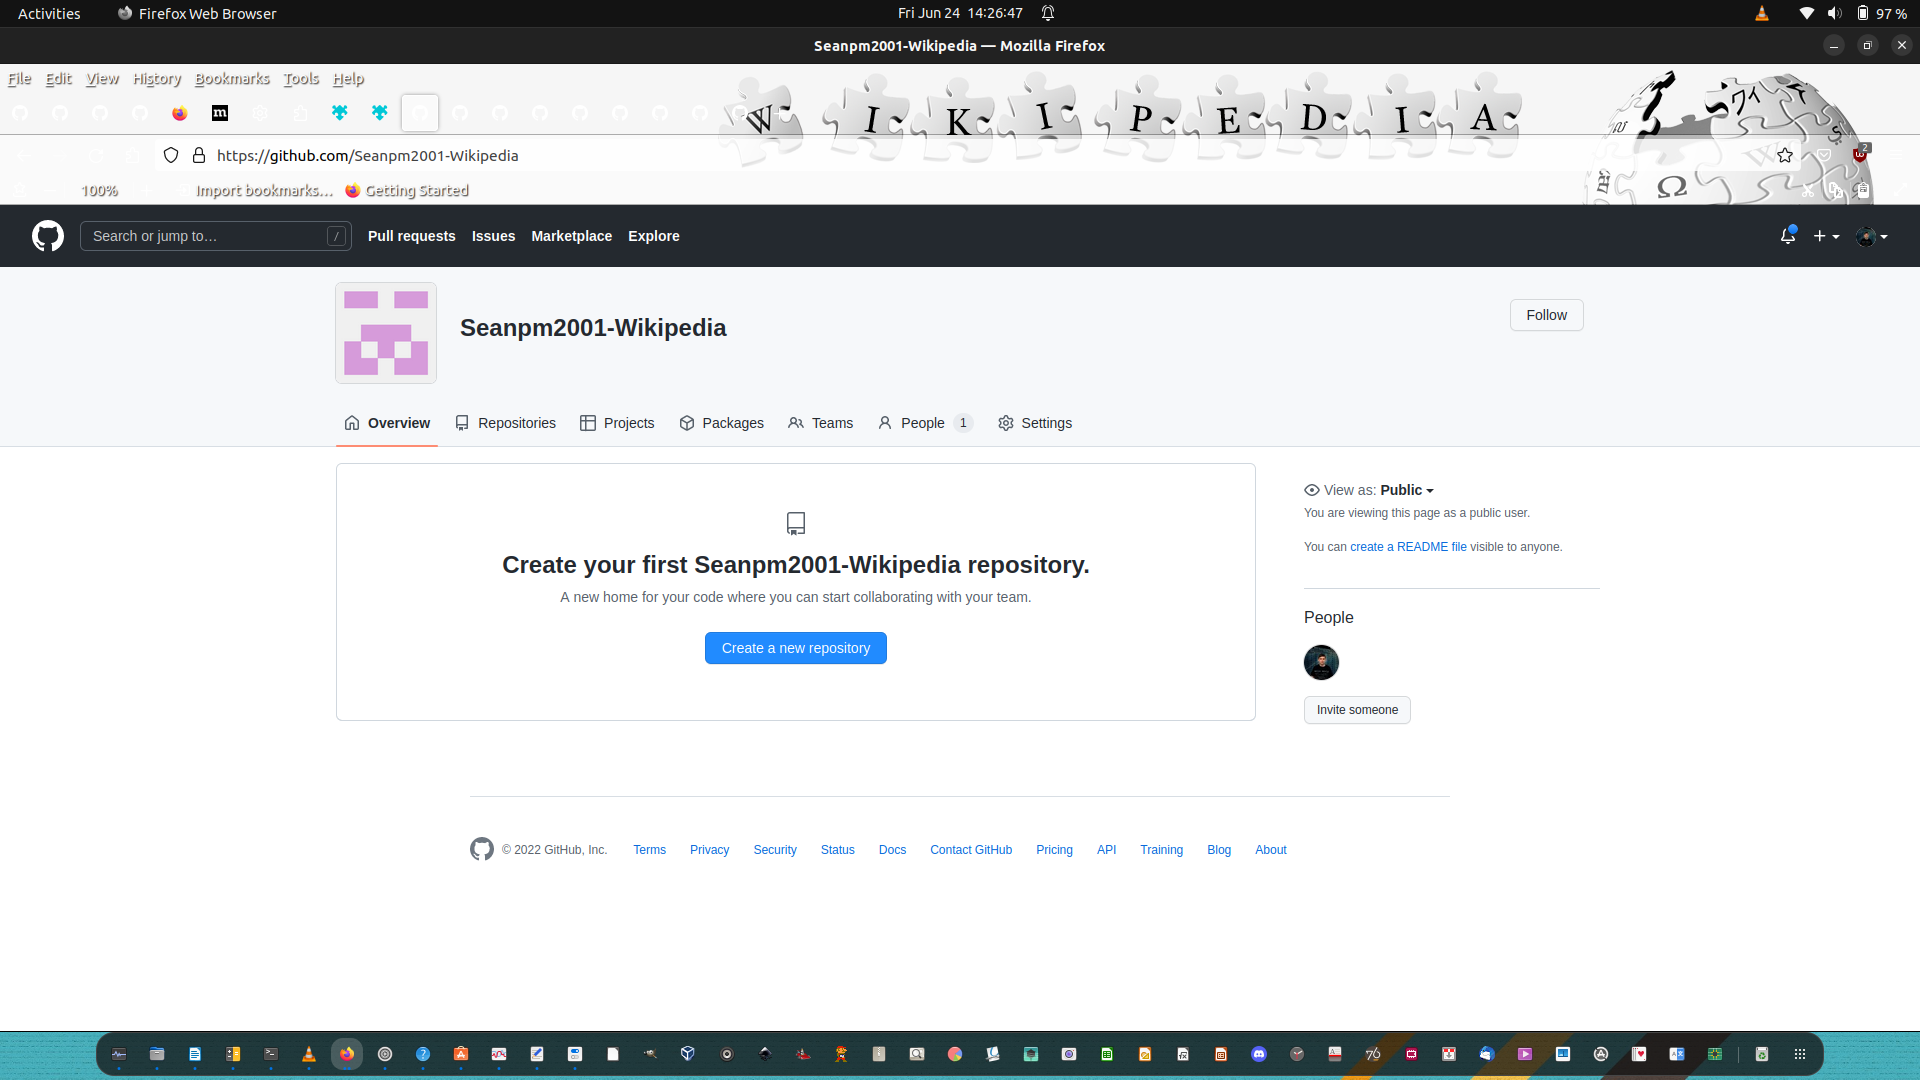 Activities Firefox Web Browser Fri Jun 24 14:26:47 97 %
Seanpm2001-Wikipedia — Mozilla Firefox
File Edit View History Bookmarks Tools Help
W I K I P E D I A
m
https://github.com/Seanpm2001-Wikipedia 2
100% Import bookmarks... Getting Started
Ω
Search or jump to… / Pull requests Issues Marketplace Explore
Seanpm2001-Wikipedia Follow
Overview Repositories Projects Packages Teams People 1 Settings
View as: Public
You are viewing this page as a public user.
You can create a README file visible to anyone.
Create your first Seanpm2001-Wikipedia repository.
A new home for your code where you can start collaborating with your team.
Create a new repository
People
Invite someone
© 2022 GitHub, Inc. Terms Privacy Security Status Docs Contact GitHub Pricing API Training Blog About
76